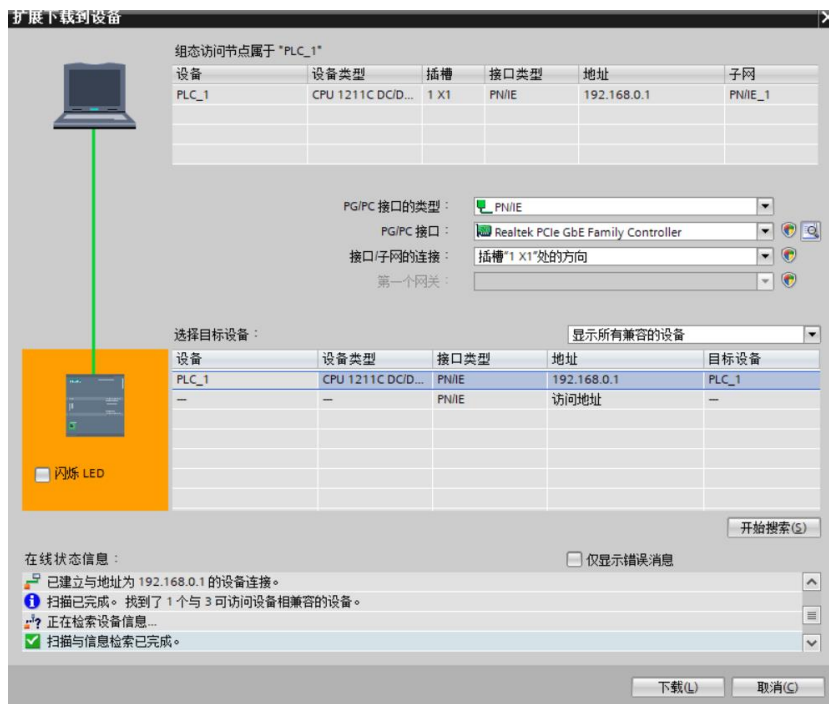 扩展下载到设备
组态访问节点属于 "PLC_1"
设备 设备类型 插槽 接口类型 地址 子网
PLC_1 CPU 1211C DC/D... 1 X1 PN/IE 192.168.0.1 PN/IE_1
PG/PC 接口的类型： PN/IE
PG/PC 接口： Realtek PCIe GbE Family Controller
接口/子网的连接： 插槽"1 X1"处的方向
第一个网关：
选择目标设备： 显示所有兼容的设备
设备 设备类型 接口类型 地址 目标设备
PLC_1 CPU 1211C DC/D... PN/IE 192.168.0.1 PLC_1
— — PN/IE 访问地址 —
闪烁 LED
开始搜索(S)
在线状态信息： 仅显示错误消息
已建立与地址为 192.168.0.1 的设备连接。
扫描已完成。 找到了 1 个与 3 可访问设备相兼容的设备。
正在检索设备信息...
扫描与信息检索已完成。
下载(L) 取消(C)